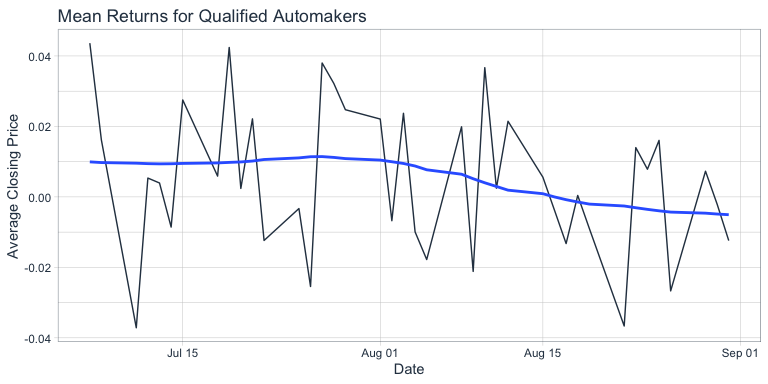 Mean Returns for Qualified Automakers
Average Closing Price
0.04
0.02
0.00
-0.02
-0.04
Jul 15
Aug 01
Aug 15
Sep 01
Date